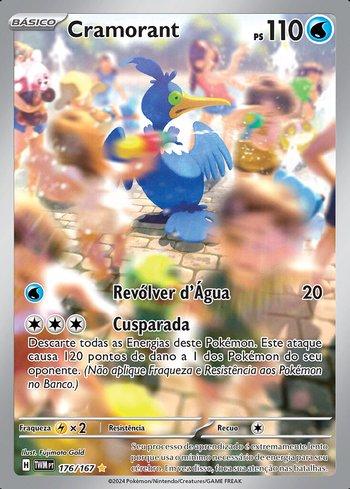 BÁSICO
Cramorant
PS 110
Revólver d'Água 20
Cusparada
Descarte todas as Energias deste Pokémon. Este ataque
causa 120 pontos de dano a 1 dos Pokémon do seu
oponente. (Não aplique Fraqueza e Resistência aos Pokémon
no Banco.)
Fraqueza ×2 Resistência Recuo
Ilust. Fujimoto Gold
H TWM PT 176/167
Seu processo de aprendizado é extremamente lento
porque usa o mínimo necessário de energia para seu
cérebro. Em vez disso, foca sua atenção nas batalhas.
©2024 Pokémon/Nintendo/Creatures/GAME FREAK